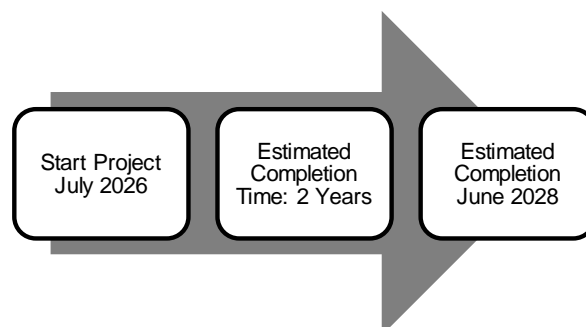 Start Project
July 2026
Estimated
Completion
Time: 2 Years
Estimated
Completion
June 2028